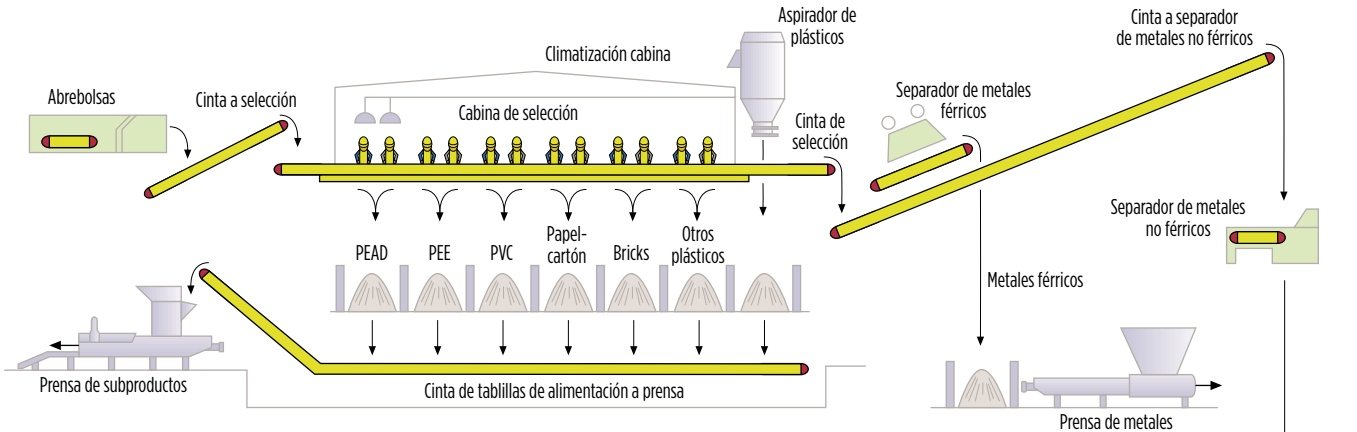 Abrebolsas
Cinta a selección
Climatización cabina
Cabina de selección
Aspirador de
plásticos
Cinta de
selección
Separador de metales
férricos
Cinta a separador
de metales no férricos
Separador de metales
no férricos
PEAD
PEE
PVC
Papel-
cartón
Bricks
Otros
plásticos
Metales férricos
Prensa de subproductos
Cinta de tablillas de alimentación a prensa
Prensa de metales